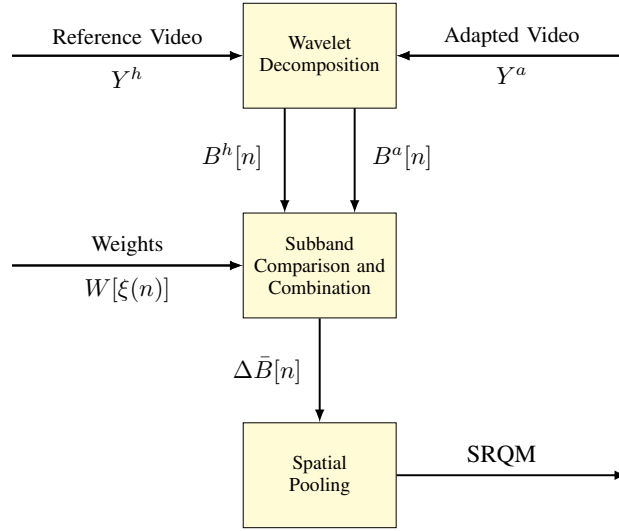 Reference Video
Y^h
Wavelet
Decomposition
Adapted Video
Y^a
B^h[n]
B^a[n]
Weights
W[ξ(n)]
Subband
Comparison and
Combination
ΔB̄[n]
Spatial
Pooling
SRQM